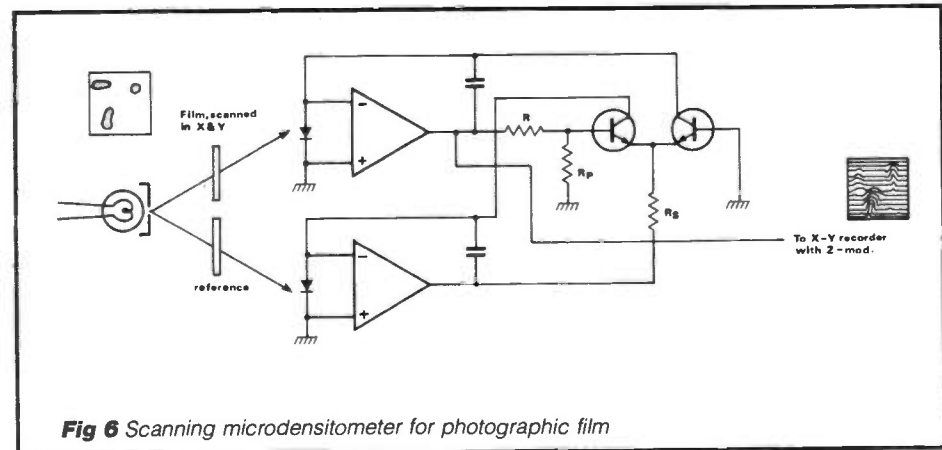 Film, scanned
in X & Y
reference
−
+
−
+
R
Rp
Rs
To X-Y recorder
with Z-mod.
Fig 6 Scanning microdensitometer for photographic film